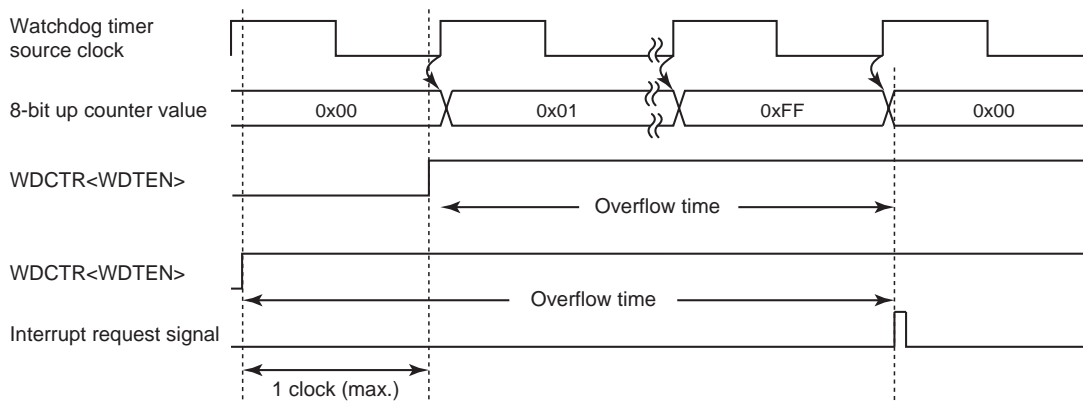 Watchdog timer
source clock
8-bit up counter value
0x00 0x01 0xFF 0x00
WDCTR<WDTEN>
Overflow time
WDCTR<WDTEN>
Overflow time
Interrupt request signal
1 clock (max.)